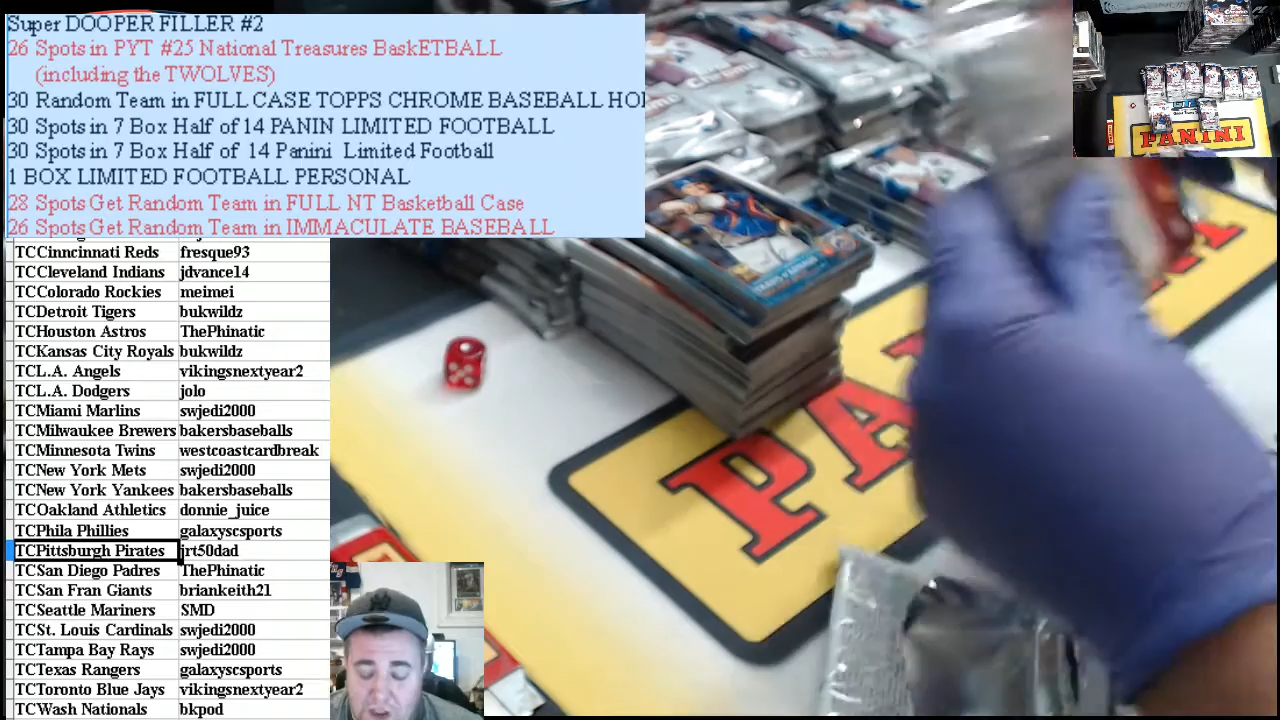 Super DOOPER FILLER #2
26 Spots in PYT #25 National Treasures BaskETBALL
(including the TWOLVES)
30 Random Team in FULL CASE TOPPS CHROME BASEBALL HO
30 Spots in 7 Box Half of 14 PANIN LIMITED FOOTBALL
30 Spots in 7 Box Half of 14 Panini Limited Football
1 BOX LIMITED FOOTBALL PERSONAL
28 Spots Get Random Team in FULL NT Basketball Case
26 Spots Get Random Team in IMMACULATE BASEBALL
TCCinncinnati Reds fresque93
TCCleveland Indians jdvance14
TCColorado Rockies meimei
TCDetroit Tigers bukwildz
TCHouston Astros ThePhinatic
TCKansas City Royals bukwildz
TCL.A. Angels vikingsnextyear2
TCL.A. Dodgers jolo
TCMiami Marlins swjedi2000
TCMilwaukee Brewers bakersbaseballs
TCMinnesota Twins westcoastcardbreak
TCNew York Mets swjedi2000
TCNew York Yankees bakersbaseballs
TCOakland Athletics donnie_juice
TCPhila Phillies galaxyscsports
TCPittsburgh Pirates jrt50dad
TCSan Diego Padres ThePhinatic
TCSan Fran Giants briankeith21
TCSeattle Mariners SMD
TCSt. Louis Cardinals swjedi2000
TCTampa Bay Rays swjedi2000
TCTexas Rangers galaxyscsports
TCToronto Blue Jays vikingsnextyear2
TCWash Nationals bkpod
PANINI
PA